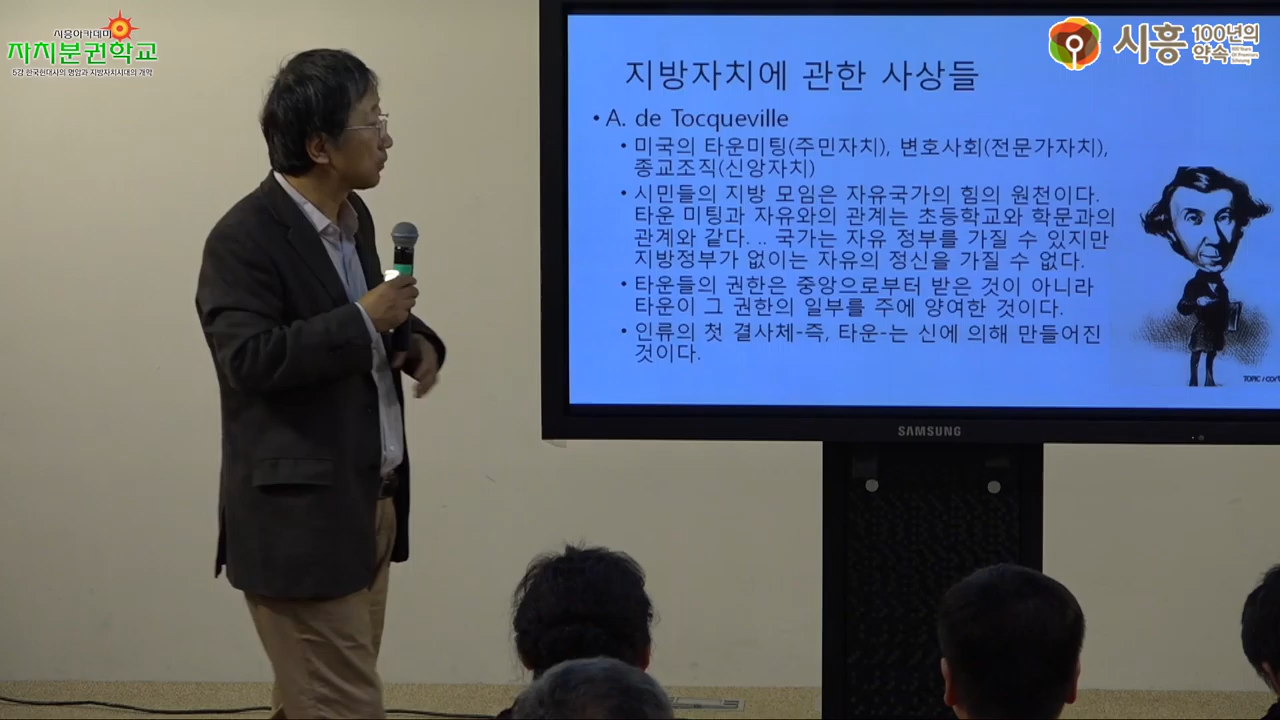 시흥아카데미
자치분권학교
5강 한국현대사의 명암과 지방자치시대의 개막
시흥 100년의 약속
지방자치에 관한 사상들
• A. de Tocqueville
• 미국의 타운미팅(주민자치), 변호사회(전문가자치),
종교조직(신앙자치)
• 시민들의 지방 모임은 자유국가의 힘의 원천이다.
타운 미팅과 자유와의 관계는 초등학교와 학문과의
관계와 같다. .. 국가는 자유 정부를 가질 수 있지만
지방정부가 없이는 자유의 정신을 가질 수 없다.
• 타운들의 권한은 중앙으로부터 받은 것이 아니라
타운이 그 권한의 일부를 주에 양여한 것이다.
• 인류의 첫 결사체-즉, 타운-는 신에 의해 만들어진
것이다.
SAMSUNG